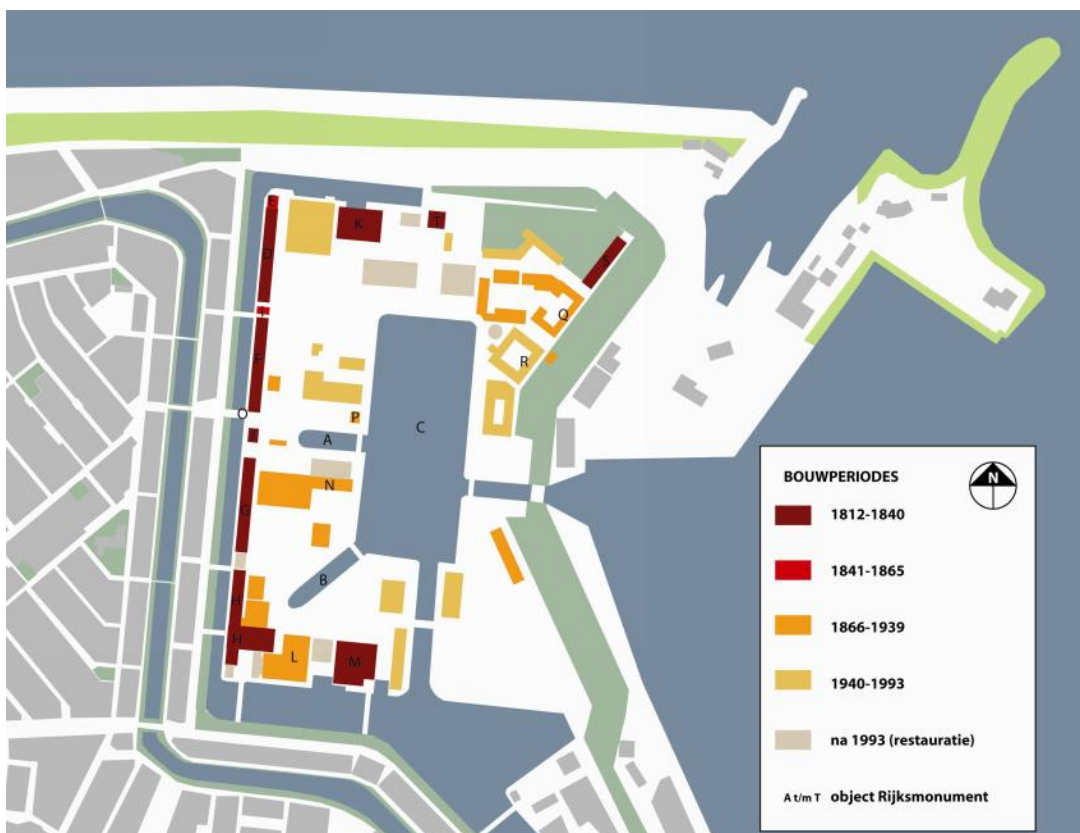 E
K
T
D
S
I
Q
F
R
P
O
C
A
J
N
G
B
H
H
L
M
BOUWPERIODES
N
1812-1840
1841-1865
1866-1939
1940-1993
na 1993 (restauratie)
A t/m T object Rijksmonument